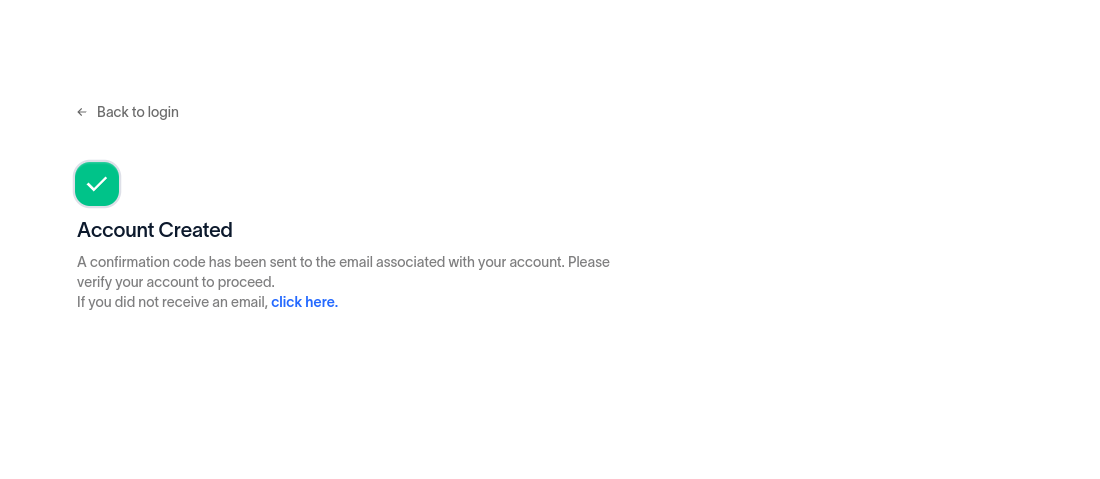 Back to login
Account Created
A confirmation code has been sent to the email associated with your account. Please
verify your account to proceed.
If you did not receive an email, click here.